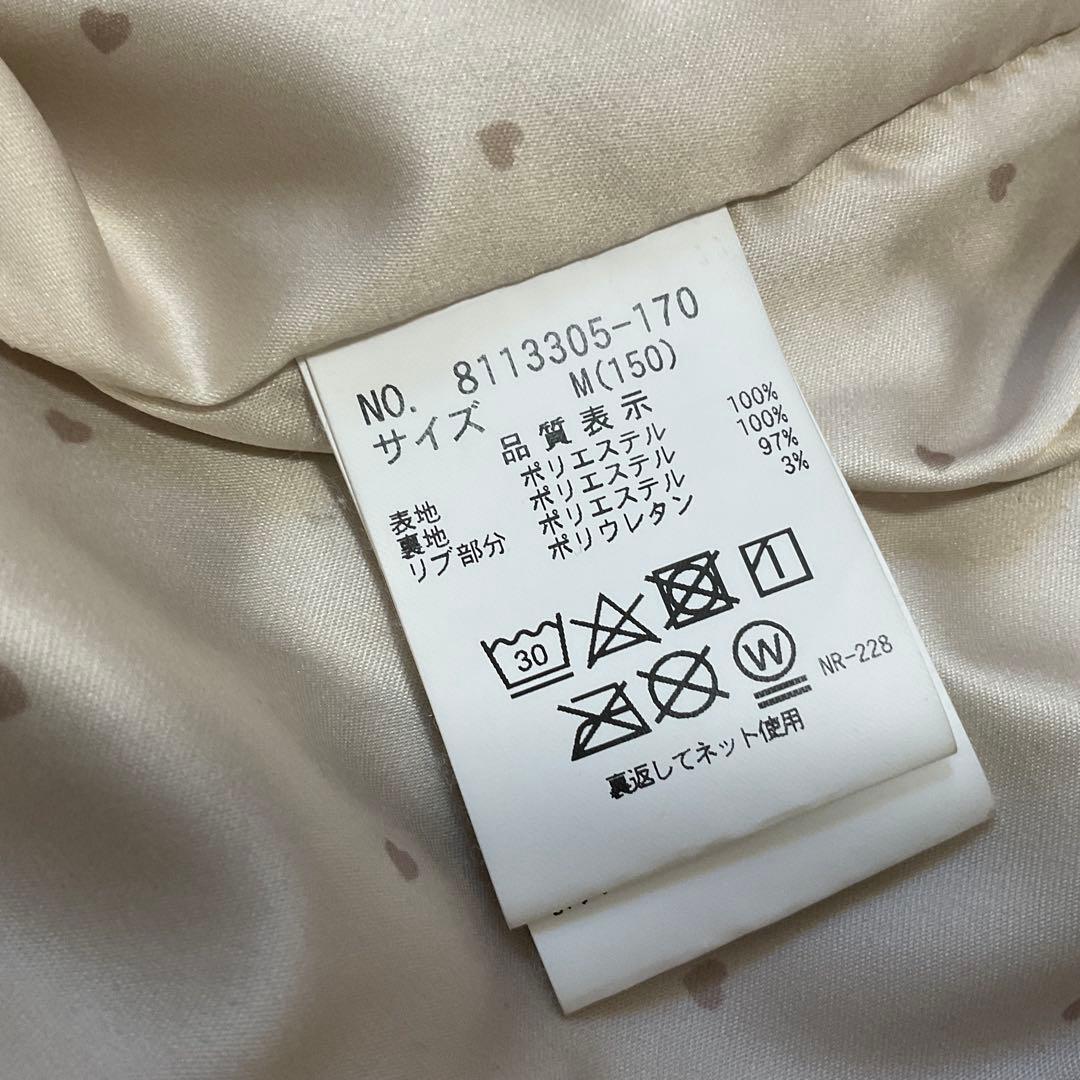 NO. 8113305-170
サイズ M(150)
品質表示
表地 ポリエステル 100%
裏地 ポリエステル 100%
リブ部分 ポリエステル 97%
ポリウレタン 3%
30
W NR-228
裏返してネット使用